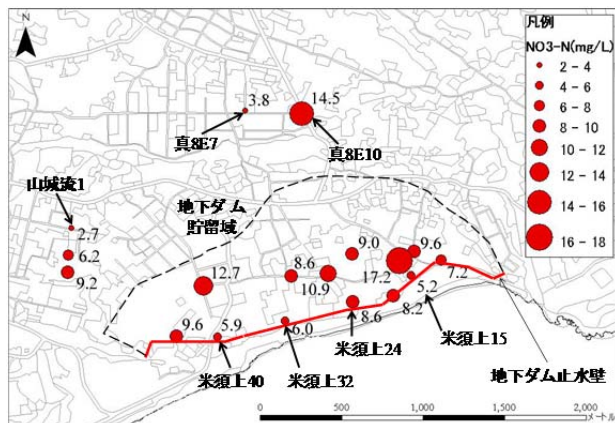 N
凡例
NO3-N(mg/L)
2 - 4
4 - 6
6 - 8
8 - 10
10 - 12
12 - 14
14 - 16
16 - 18
3.8
14.5
真8E7
真8E10
山城流1
2.7
6.2
9.2
地下ダム
貯留域
9.0
9.6
12.7
8.6
10.9
17.2
7.2
5.2
8.2
9.6
5.9
6.0
8.6
米須上15
米須上24
米須上32
米須上40
地下ダム止水壁
0
500
1,000
1,500
2,000
メートル